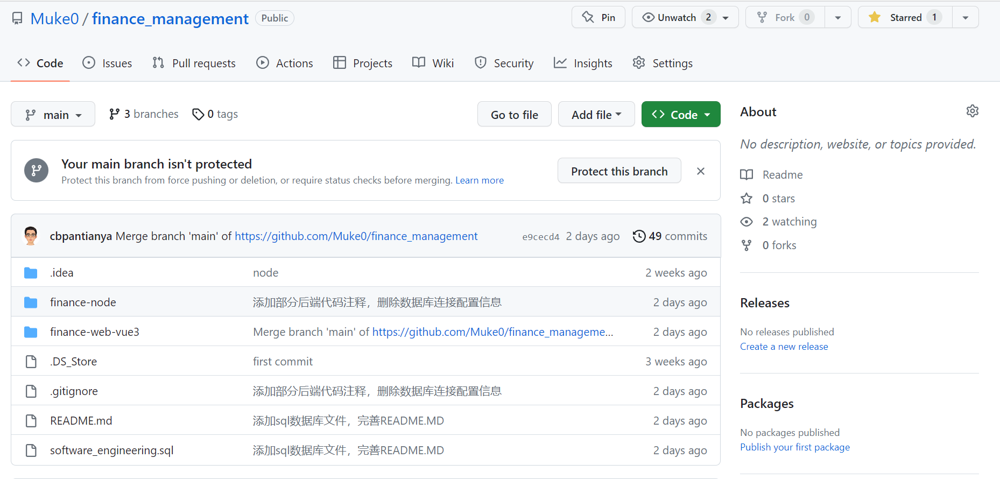 Muke0 / finance_management Public Pin Unwatch 2 Fork 0 Starred 1
Code Issues Pull requests Actions Projects Wiki Security Insights Settings
main 3 branches 0 tags Go to file Add file Code
Your main branch isn't protected
Protect this branch from force pushing or deletion, or require status checks before merging. Learn more
Protect this branch
cbpantianya Merge branch 'main' of https://github.com/Muke0/finance_management e9cecd4 2 days ago 49 commits
.idea node 2 weeks ago
finance-node 添加部分后端代码注释，删除数据库连接配置信息 2 days ago
finance-web-vue3 Merge branch 'main' of https://github.com/Muke0/finance_manageme... 2 days ago
.DS_Store first commit 3 weeks ago
.gitignore 添加部分后端代码注释，删除数据库连接配置信息 2 days ago
README.md 添加sql数据库文件，完善README.MD 2 days ago
software_engineering.sql 添加sql数据库文件，完善README.MD 2 days ago
About
No description, website, or topics provided.
Readme
0 stars
2 watching
0 forks
Releases
No releases published
Create a new release
Packages
No packages published
Publish your first package